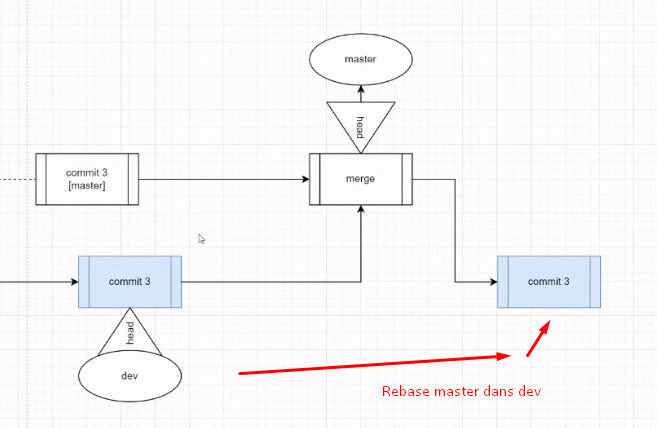 master
head
commit 3
[master]
merge
commit 3
commit 3
head
dev
Rebase master dans dev